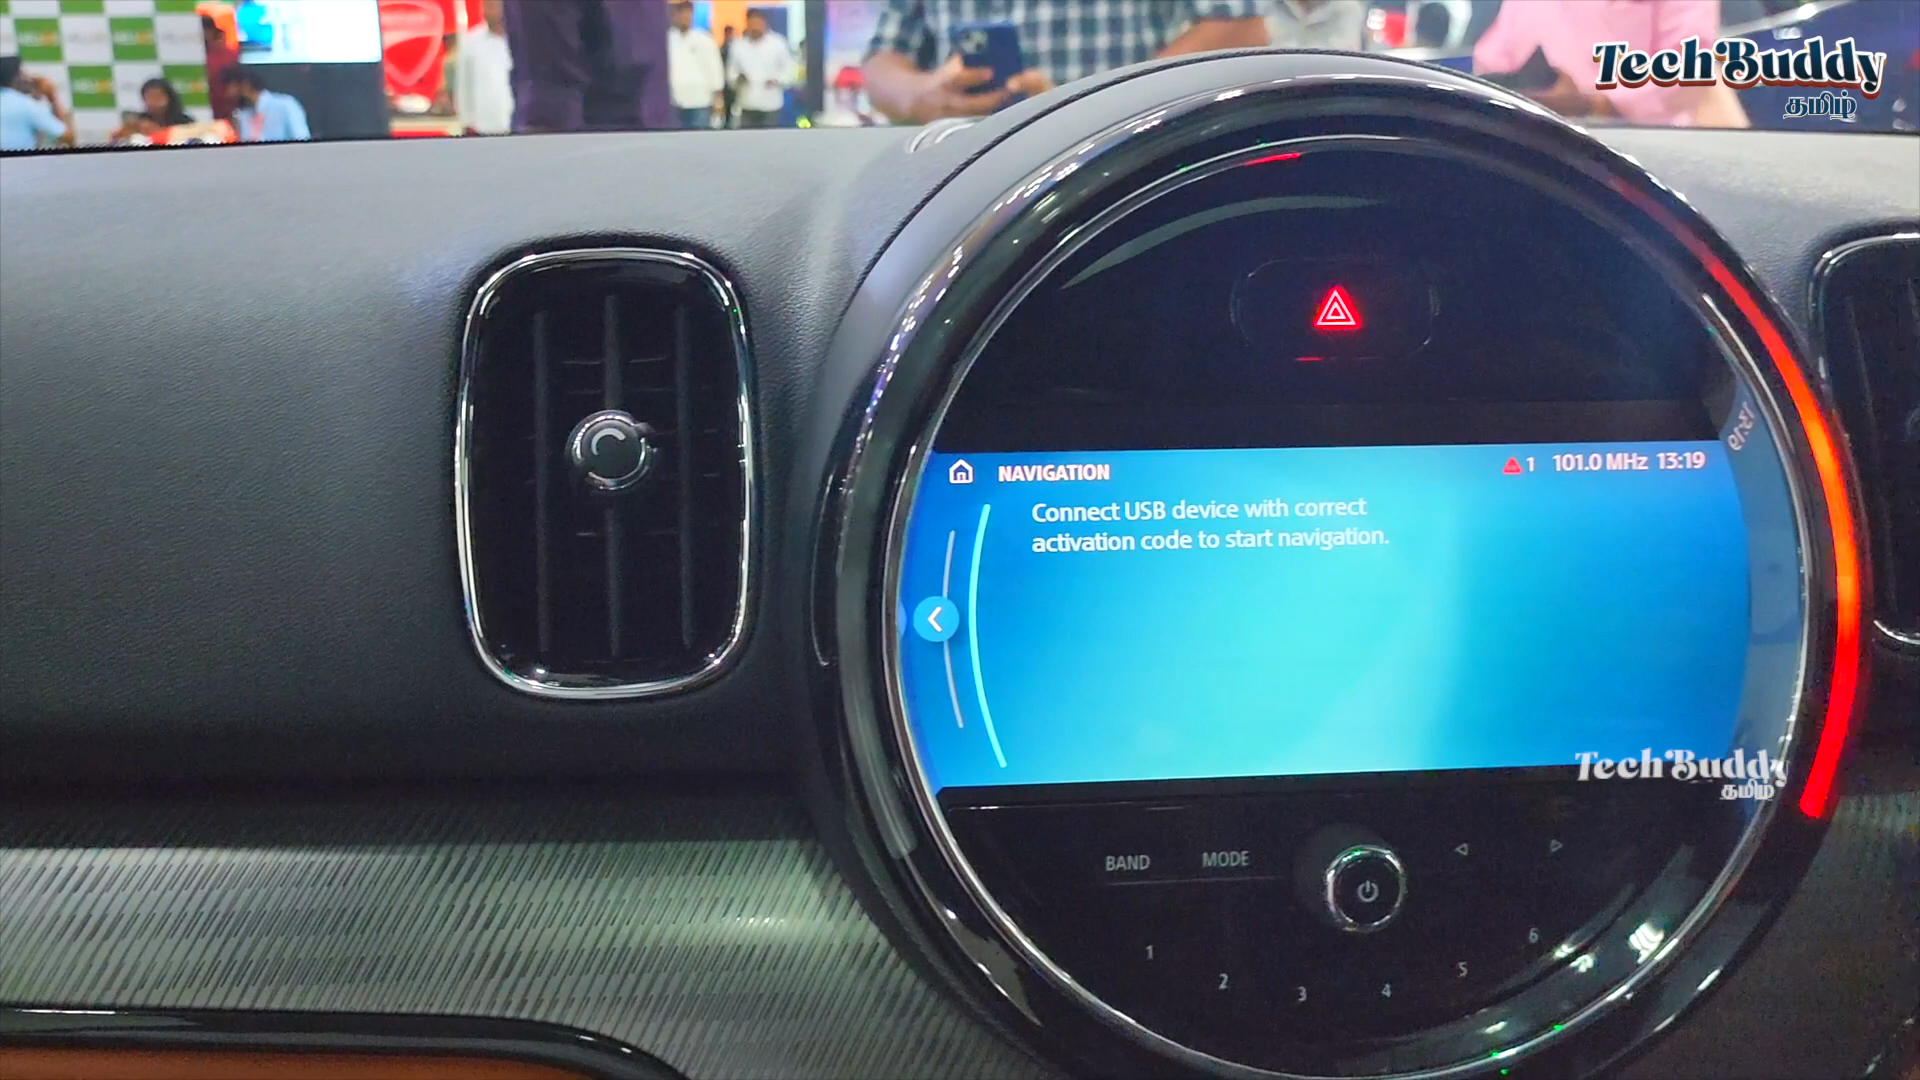 TechBuddy
தமிழ்
NAVIGATION
1 101.0 MHz 13:19
Connect USB device with correct
activation code to start navigation.
TechBuddy
தமிழ்
BAND MODE
1
2
3
4
5
6